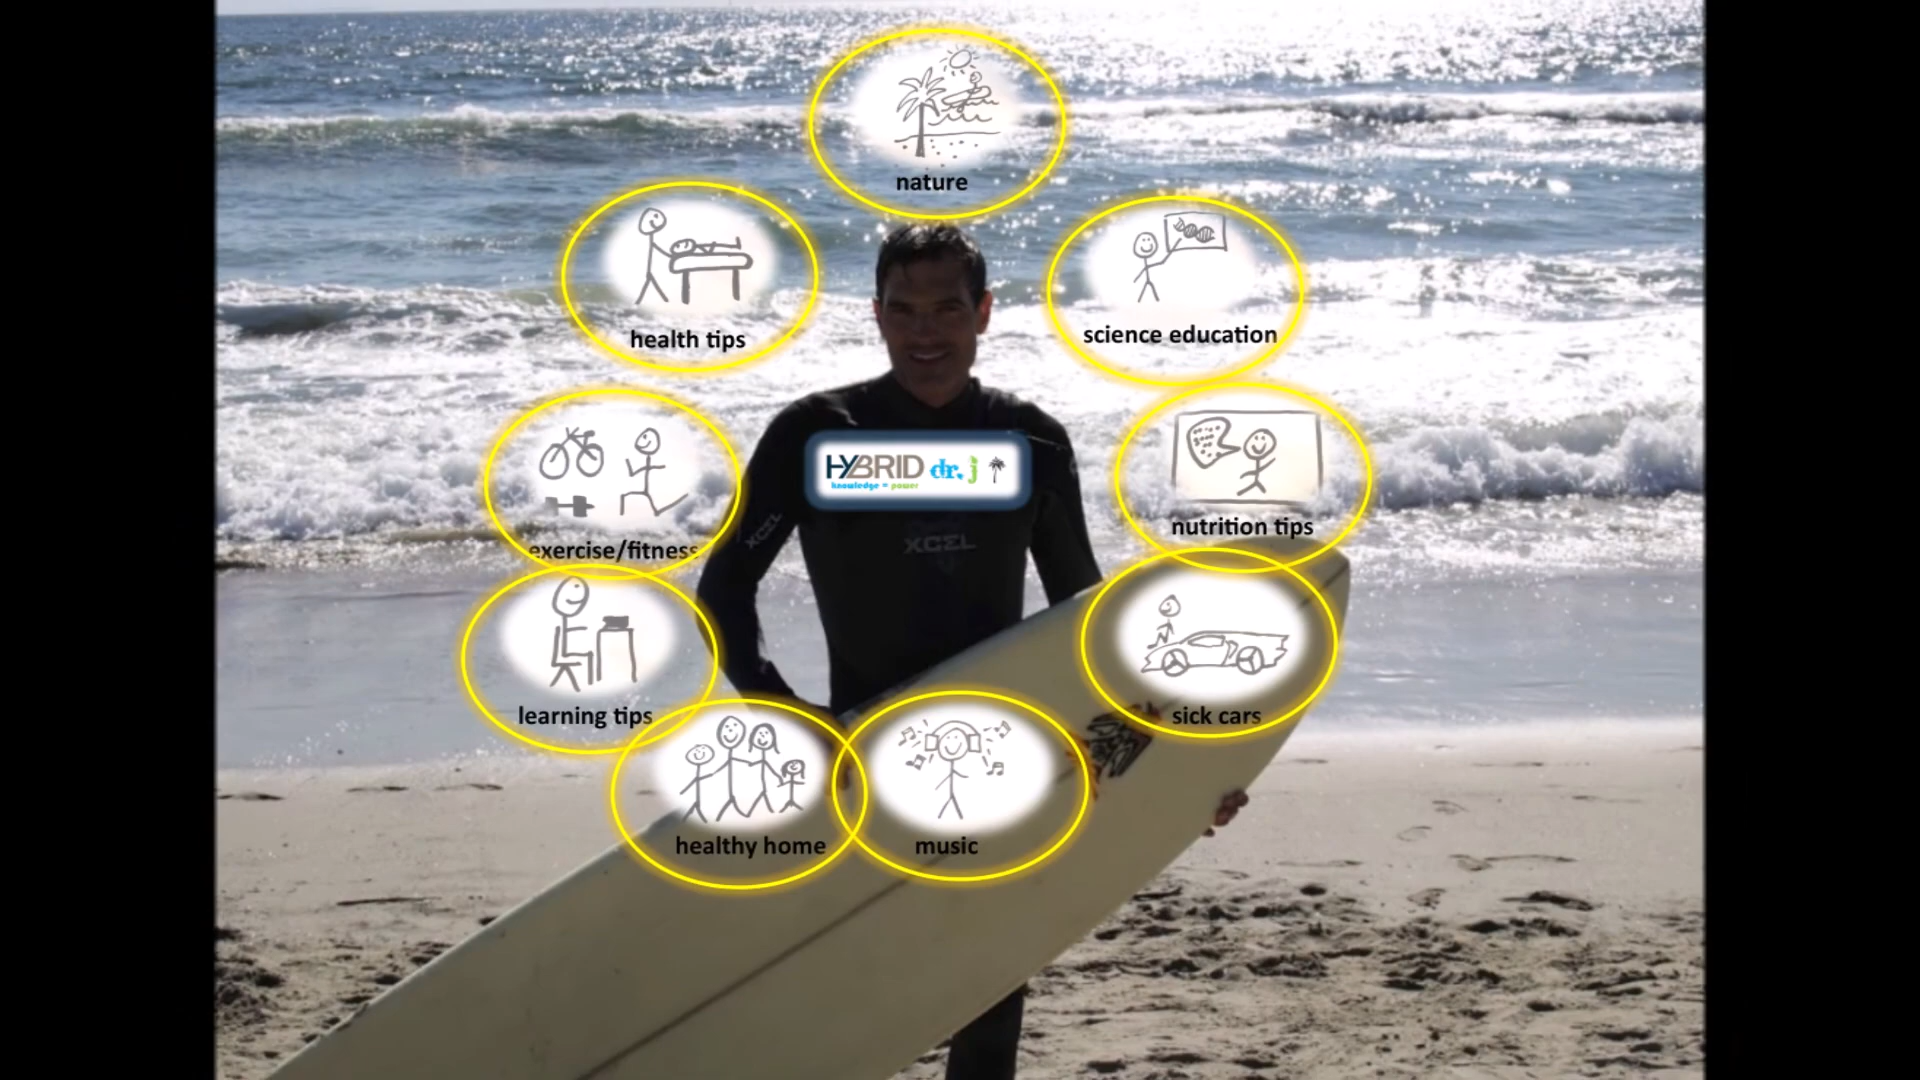 nature
health tips
science education
exercise/fitness
HYBRID dr. j
knowledge = power
nutrition tips
XCEL
XCEL
learning tips
sick cars
healthy home
music